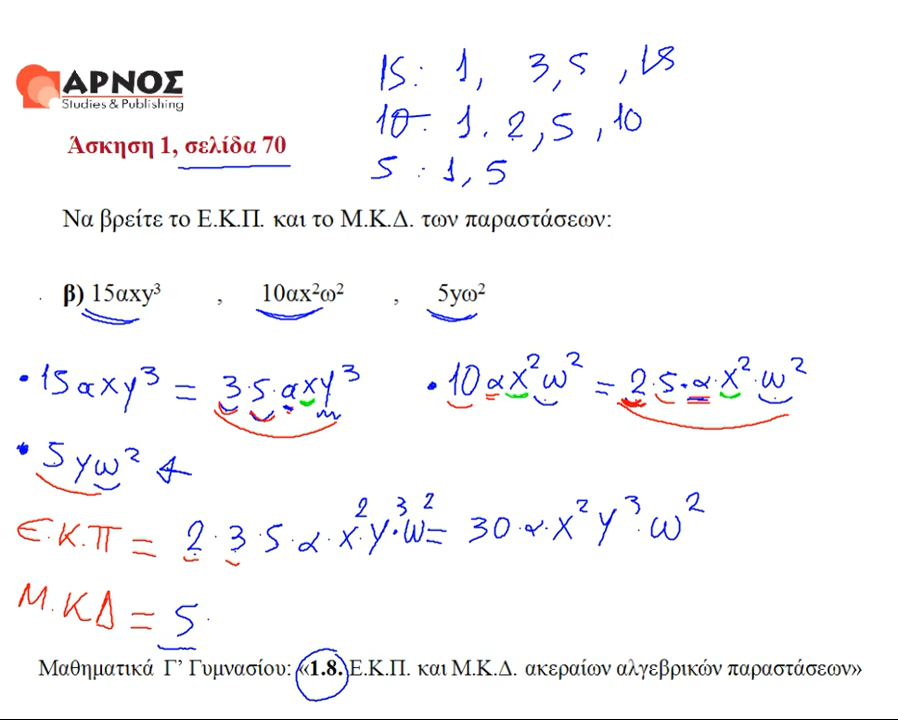 ΑΡΝΟΣ
Studies & Publishing
15: 1, 3, 5, 15
10: 1. 2, 5, 10
5: 1, 5
Άσκηση 1, σελίδα 70
Να βρείτε το Ε.Κ.Π. και το Μ.Κ.Δ. των παραστάσεων:
β) 15αxy³ , 10αx²ω² , 5yω²
• 15αxy³ = 3·5·αxy³ • 10αx²ω² = 2·5·α·x²·ω²
• 5yω²
Ε.Κ.Π = 2·3·5·α·x²·y³·ω² = 30·α·x²y³·ω²
Μ.ΚΔ = 5·
Μαθηματικά Γ’ Γυμνασίου: «1.8. Ε.Κ.Π. και Μ.Κ.Δ. ακεραίων αλγεβρικών παραστάσεων»